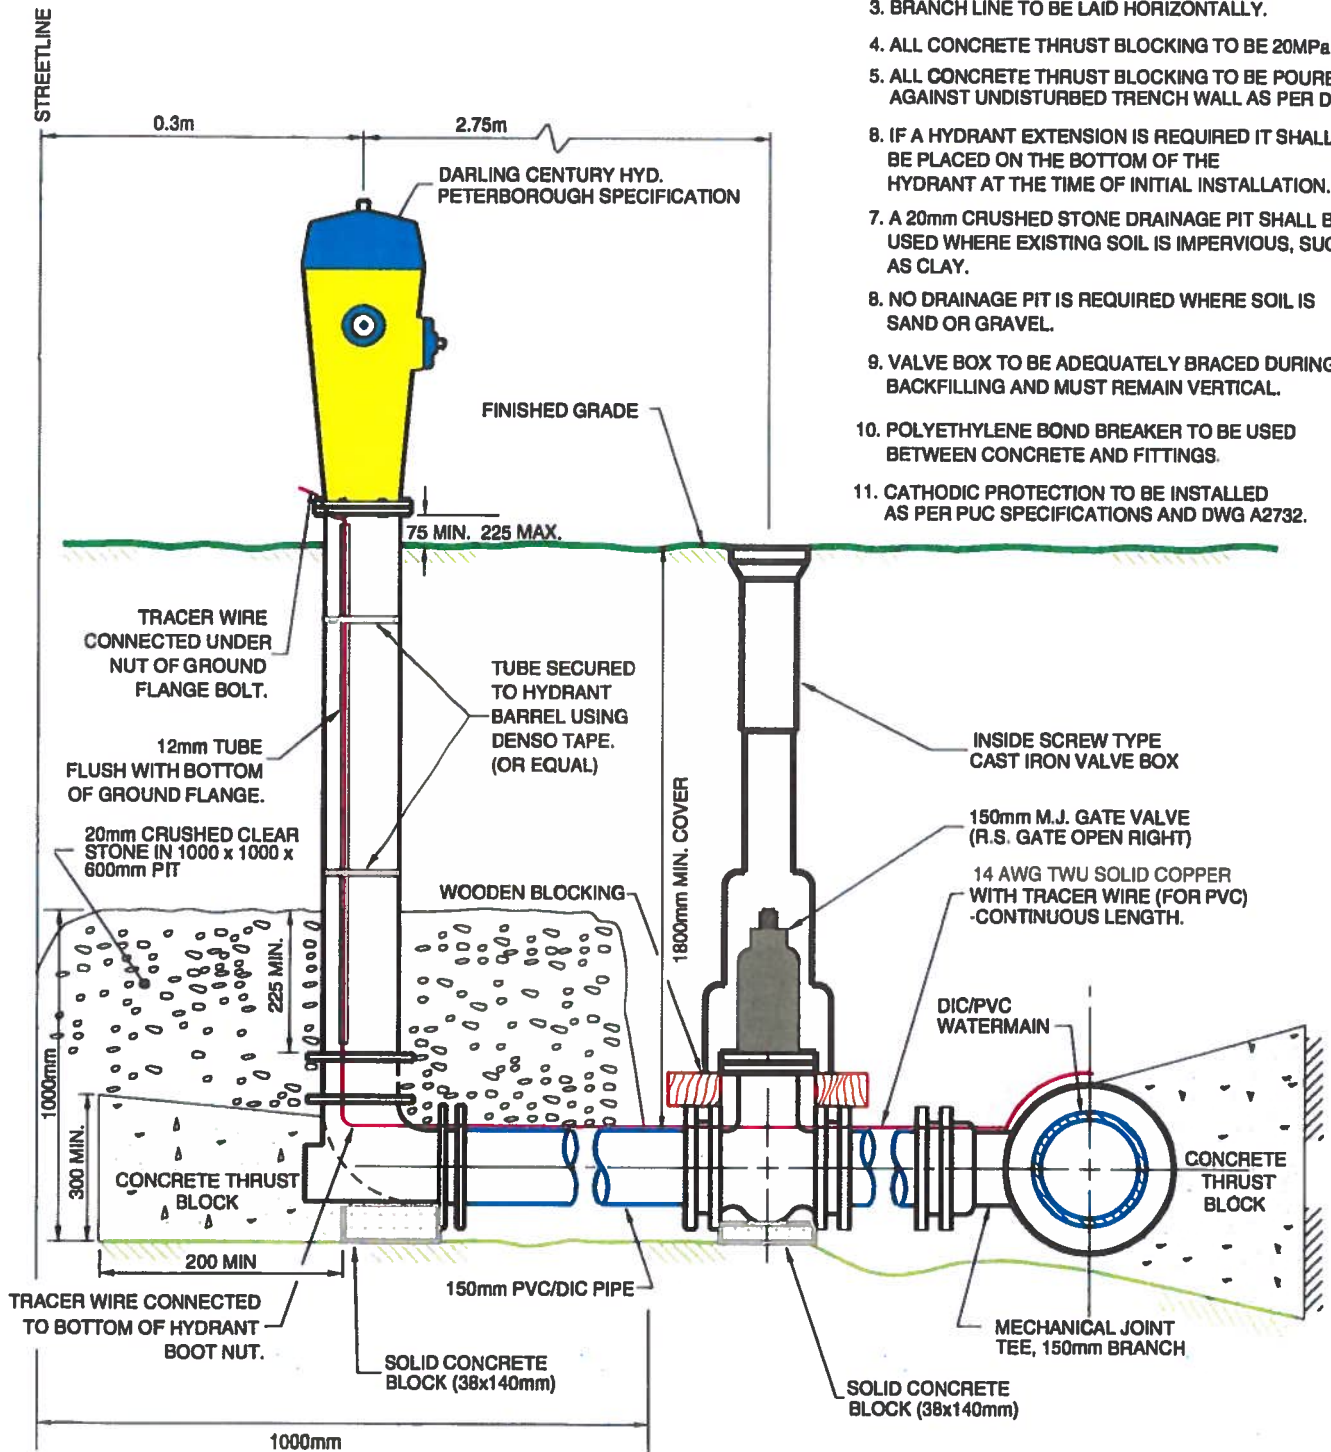 STREETLINE
0.3m
2.75m
3. BRANCH LINE TO BE LAID HORIZONTALLY.
4. ALL CONCRETE THRUST BLOCKING TO BE 20MPa
5. ALL CONCRETE THRUST BLOCKING TO BE POURE
AGAINST UNDISTURBED TRENCH WALL AS PER D
8. IF A HYDRANT EXTENSION IS REQUIRED IT SHALL
BE PLACED ON THE BOTTOM OF THE
HYDRANT AT THE TIME OF INITIAL INSTALLATION.
7. A 20mm CRUSHED STONE DRAINAGE PIT SHALL B
USED WHERE EXISTING SOIL IS IMPERVIOUS, SUC
AS CLAY.
8. NO DRAINAGE PIT IS REQUIRED WHERE SOIL IS
SAND OR GRAVEL.
9. VALVE BOX TO BE ADEQUATELY BRACED DURING
BACKFILLING AND MUST REMAIN VERTICAL.
10. POLYETHYLENE BOND BREAKER TO BE USED
BETWEEN CONCRETE AND FITTINGS.
11. CATHODIC PROTECTION TO BE INSTALLED
AS PER PUC SPECIFICATIONS AND DWG A2732.
DARLING CENTURY HYD.
PETERBOROUGH SPECIFICATION
FINISHED GRADE
75 MIN. 225 MAX.
TRACER WIRE
CONNECTED UNDER
NUT OF GROUND
FLANGE BOLT.
TUBE SECURED
TO HYDRANT
BARREL USING
DENSO TAPE.
(OR EQUAL)
12mm TUBE
FLUSH WITH BOTTOM
OF GROUND FLANGE.
INSIDE SCREW TYPE
CAST IRON VALVE BOX
20mm CRUSHED CLEAR
STONE IN 1000 x 1000 x
600mm PIT
150mm M.J. GATE VALVE
(R.S. GATE OPEN RIGHT)
WOODEN BLOCKING
1800mm MIN. COVER
14 AWG TWU SOLID COPPER
WITH TRACER WIRE (FOR PVC)
-CONTINUOUS LENGTH.
225 MIN.
1000mm
300 MIN.
DIC/PVC
WATERMAIN
CONCRETE THRUST
BLOCK
CONCRETE
THRUST
BLOCK
200 MIN
150mm PVC/DIC PIPE
TRACER WIRE CONNECTED
TO BOTTOM OF HYDRANT
BOOT NUT.
MECHANICAL JOINT
TEE, 150mm BRANCH
SOLID CONCRETE
BLOCK (38x140mm)
SOLID CONCRETE
BLOCK (38x140mm)
1000mm